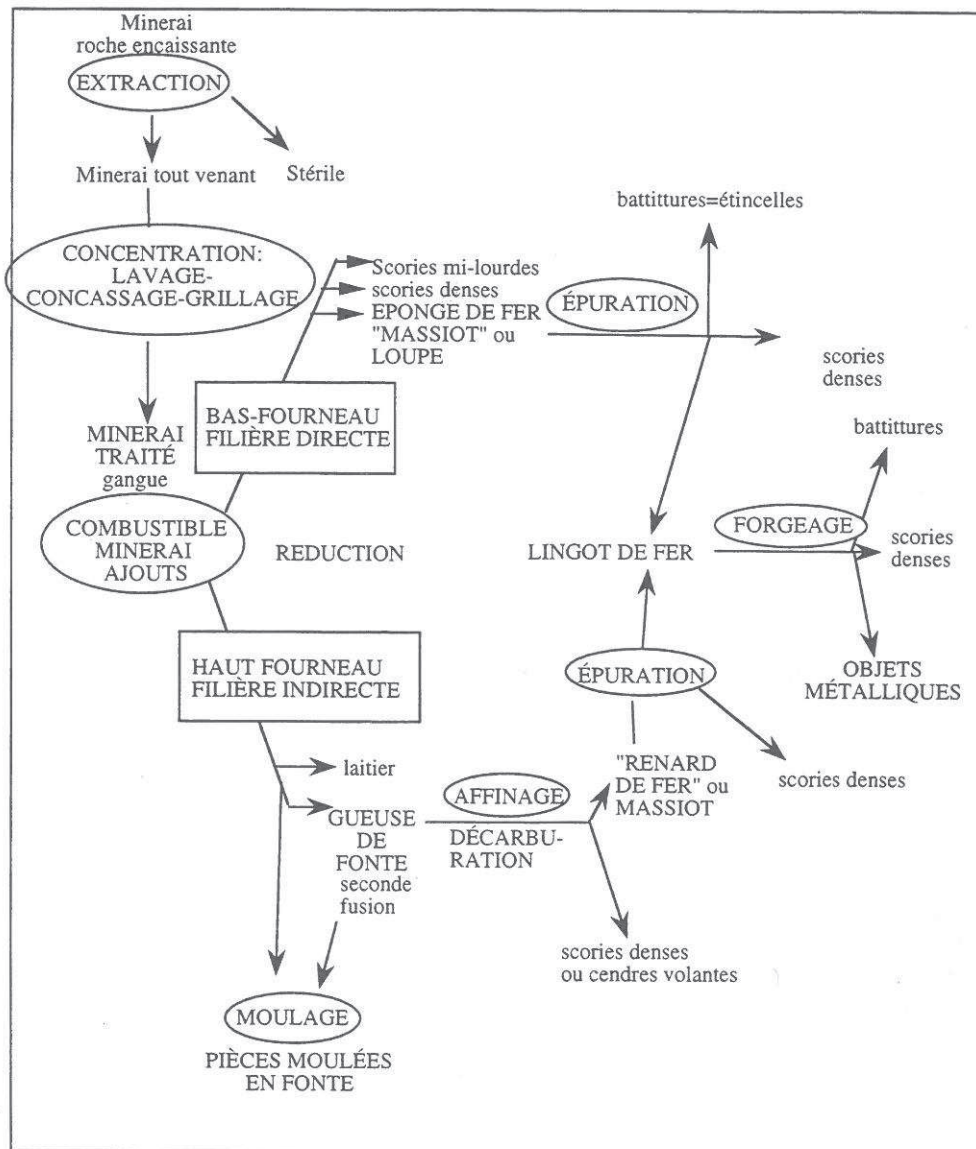 Minerai
roche encaissante
EXTRACTION
Minerai tout venant
Stérile
CONCENTRATION:
LAVAGE-
CONCASSAGE-GRILLAGE
battittures=étincelles
Scories mi-lourdes
scories denses
EPONGE DE FER
"MASSIOT" ou
LOUPE
ÉPURATION
scories
denses
BAS-FOURNEAU
FILIÈRE DIRECTE
MINERAI
TRAITÉ
gangue
battitures
COMBUSTIBLE
MINERAI
AJOUTS
REDUCTION
LINGOT DE FER
FORGEAGE
scories
denses
HAUT FOURNEAU
FILIÈRE INDIRECTE
ÉPURATION
OBJETS
MÉTALLIQUES
laitier
"RENARD
DE FER" ou
MASSIOT
scories denses
GUEUSE
DE
FONTE
seconde
fusion
AFFINAGE
DÉCARBU-
RATION
scories denses
ou cendres volantes
MOULAGE
PIÈCES MOULÉES
EN FONTE